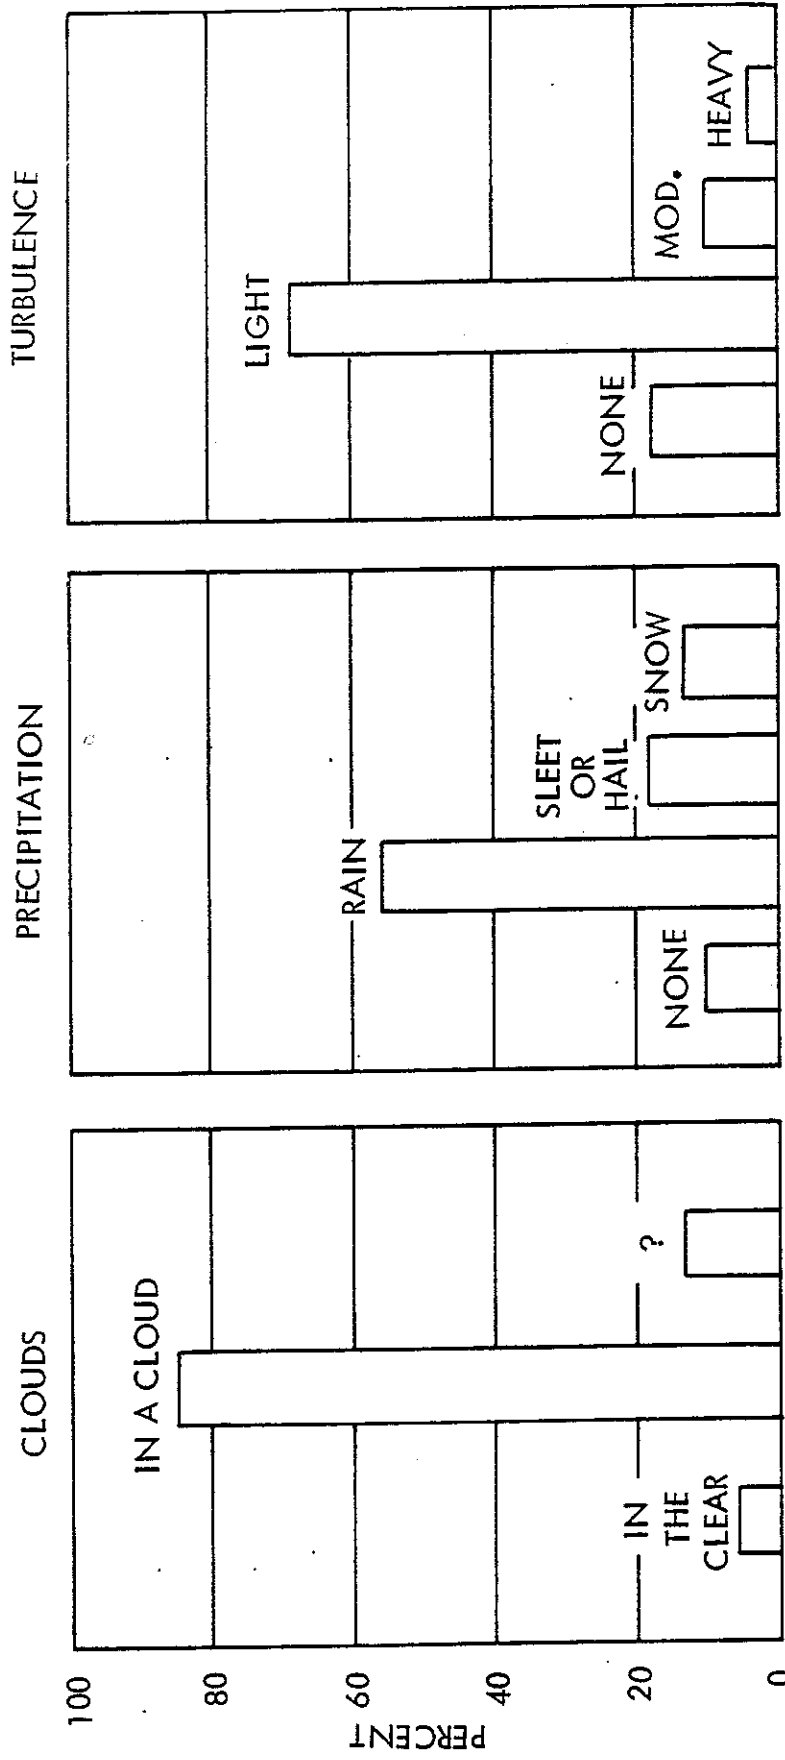 CLOUDS
PERCENT
100
80
60
40
20
0
IN
THE
CLEAR
IN A CLOUD
?
PRECIPITATION
NONE
RAIN
SLEET
OR
HAIL
SNOW
TURBULENCE
NONE
LIGHT
MOD.
HEAVY